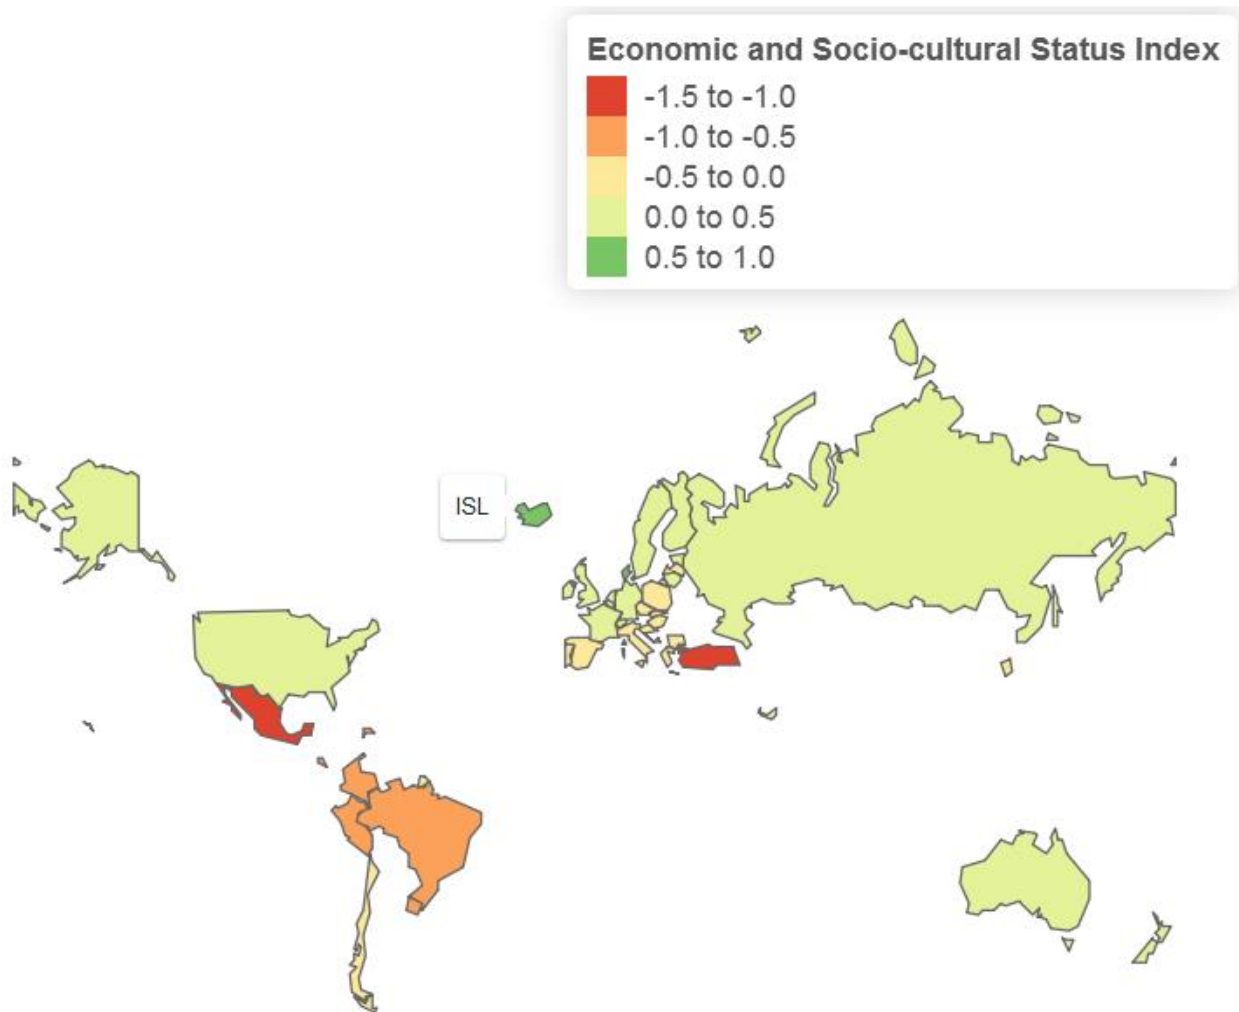 Economic and Socio-cultural Status Index
-1.5 to -1.0
-1.0 to -0.5
-0.5 to 0.0
0.0 to 0.5
0.5 to 1.0
ISL